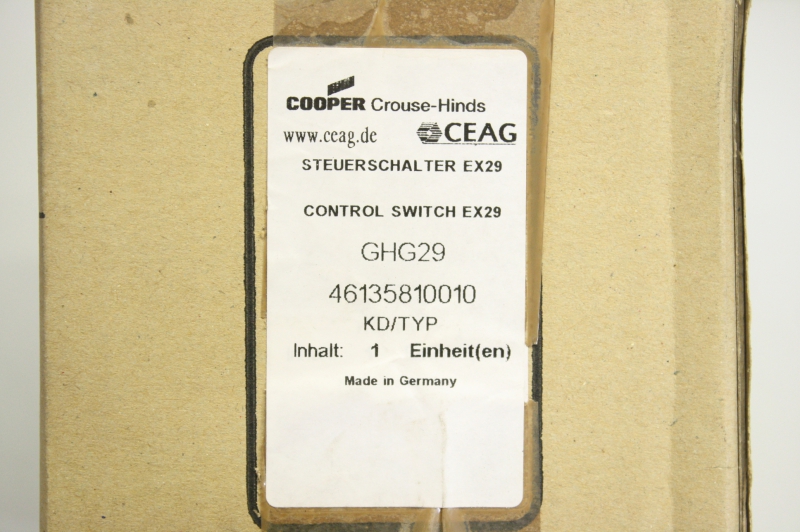 COOPER Crouse-Hinds
www.ceag.de CEAG
STEUERSCHALTER EX29
CONTROL SWITCH EX29
GHG29
46135810010
KD/TYP
Inhalt: 1 Einheit(en)
Made in Germany